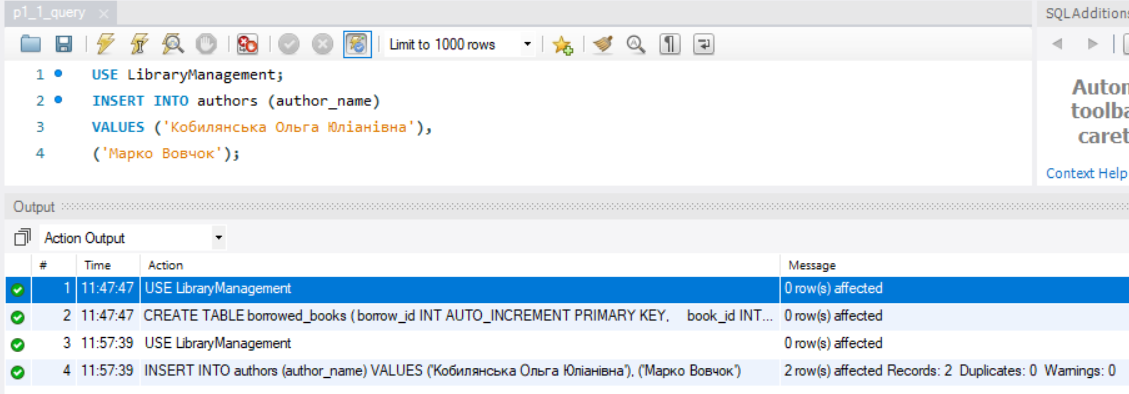 p1_1_query
SQLAdditions
Limit to 1000 rows
1 USE LibraryManagement;
2 INSERT INTO authors (author_name)
3 VALUES ('Кобилянська Ольга Юліанівна'),
4 ('Марко Вовчок');
Context Help
Output
Action Output
# Time Action Message
1 11:47:47 USE LibraryManagement 0 row(s) affected
2 11:47:47 CREATE TABLE borrowed_books ( borrow_id INT AUTO_INCREMENT PRIMARY KEY, book_id INT... 0 row(s) affected
3 11:57:39 USE LibraryManagement 0 row(s) affected
4 11:57:39 INSERT INTO authors (author_name) VALUES ('Кобилянська Ольга Юліанівна'), ('Марко Вовчок') 2 row(s) affected Records: 2 Duplicates: 0 Warnings: 0